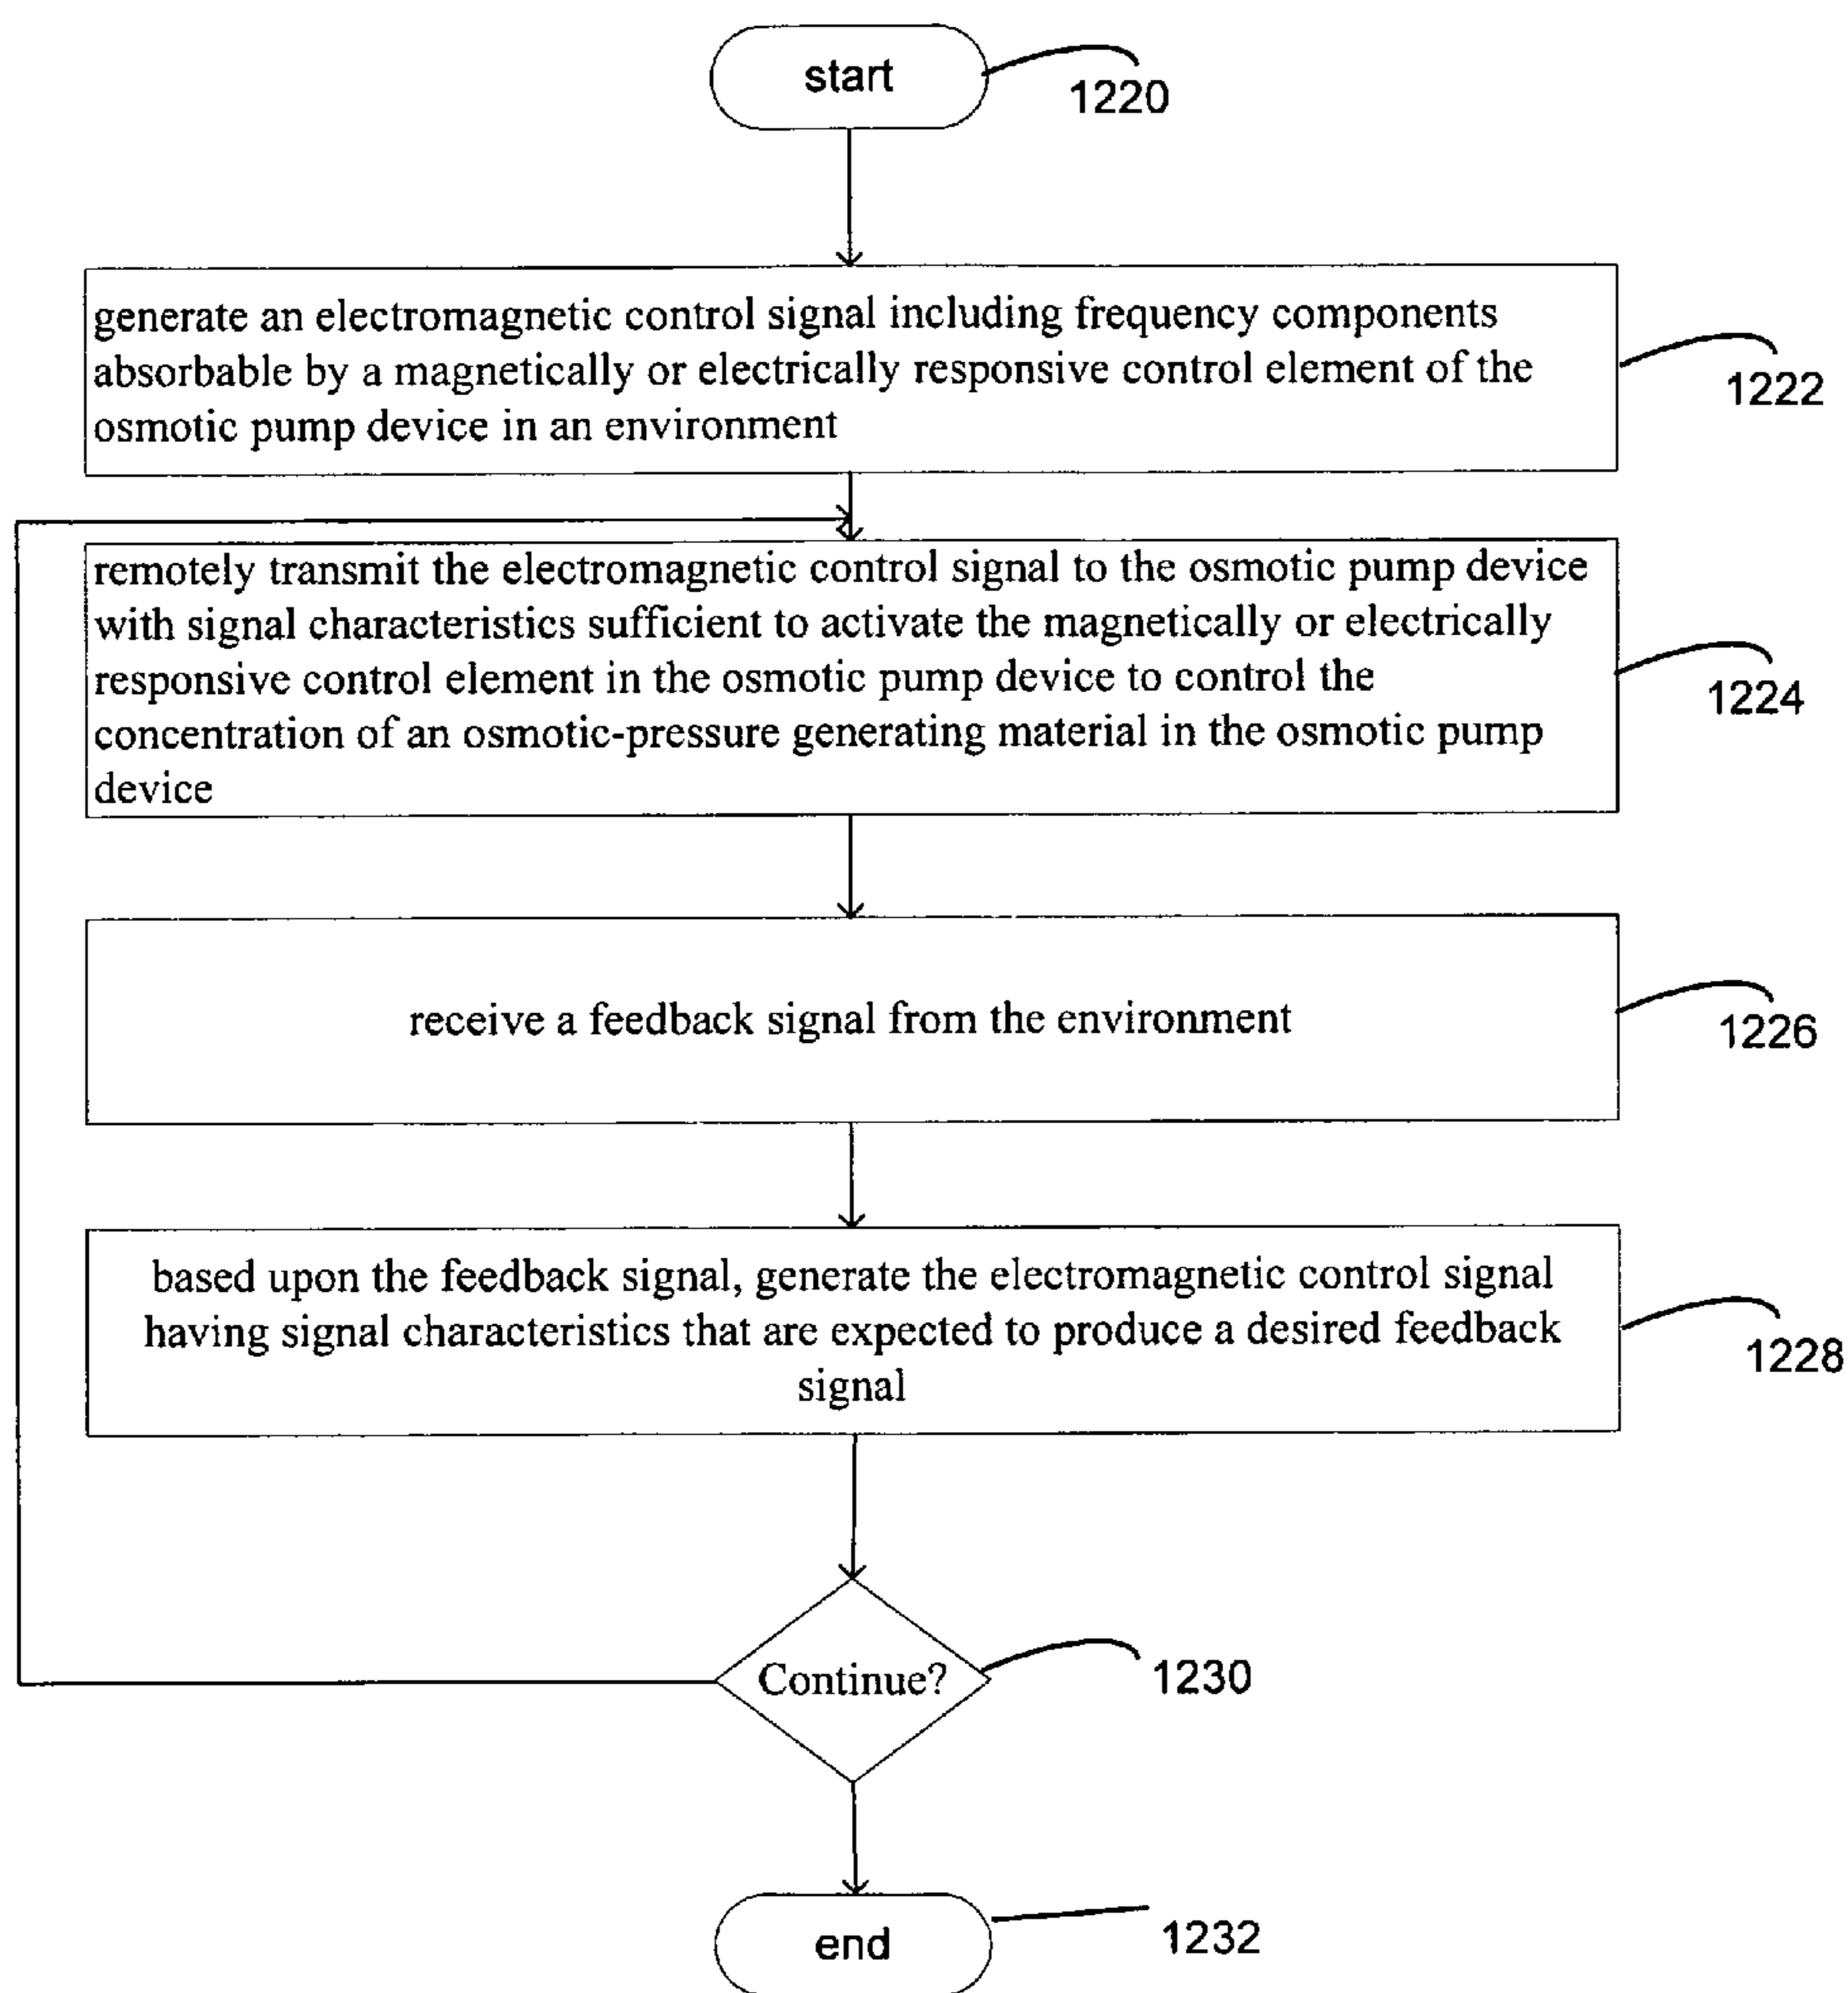 start
1220
generate an electromagnetic control signal including frequency components
absorbable by a magnetically or electrically responsive control element of the
osmotic pump device in an environment
1222
remotely transmit the electromagnetic control signal to the osmotic pump device
with signal characteristics sufficient to activate the magnetically or electrically
responsive control element in the osmotic pump device to control the
concentration of an osmotic-pressure generating material in the osmotic pump
device
1224
receive a feedback signal from the environment
1226
based upon the feedback signal, generate the electromagnetic control signal
having signal characteristics that are expected to produce a desired feedback
signal
1228
Continue?
1230
end
1232